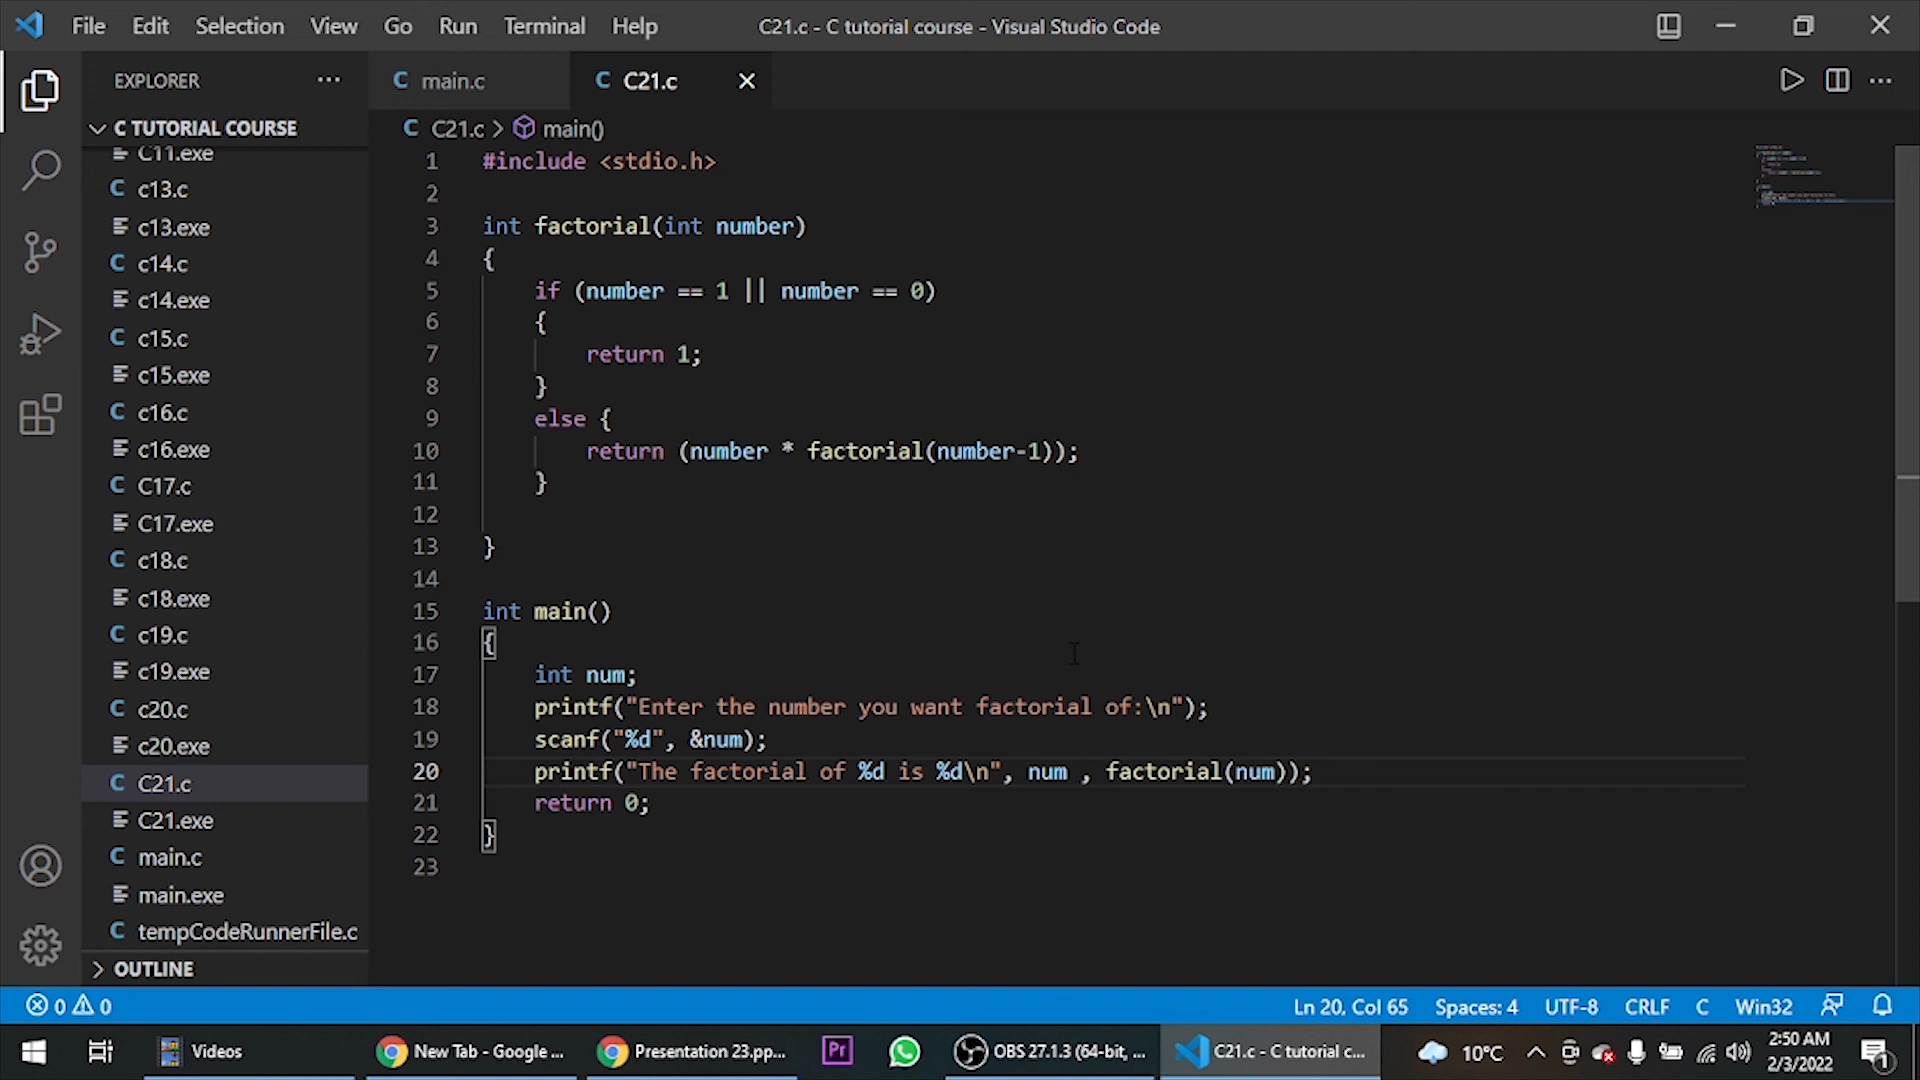 File Edit Selection View Go Run Terminal Help C21.c - C tutorial course - Visual Studio Code
EXPLORER ··· C main.c C C21.c
C TUTORIAL COURSE
C C21.c > main()
C11.exe
C c13.c
c13.exe
C c14.c
c14.exe
C c15.c
c15.exe
C c16.c
c16.exe
C C17.c
C17.exe
C c18.c
c18.exe
C c19.c
c19.exe
C c20.c
c20.exe
C C21.c
C21.exe
C main.c
main.exe
C tempCodeRunnerFile.c
OUTLINE
1 #include <stdio.h>
2
3 int factorial(int number)
4 {
5 if (number == 1 || number == 0)
6 {
7 return 1;
8 }
9 else {
10 return (number * factorial(number-1));
11 }
12
13 }
14
15 int main()
16 {
17 int num;
18 printf("Enter the number you want factorial of:\n");
19 scanf("%d", &num);
20 printf("The factorial of %d is %d\n", num , factorial(num));
21 return 0;
22 }
23
0 0 Ln 20, Col 65 Spaces: 4 UTF-8 CRLF C Win32
Videos New Tab - Google ... Pr Presentation 23.pp... OBS 27.1.3 (64-bit, ... C21.c - C tutorial c... 10°C 2:50 AM
2/3/2022 1